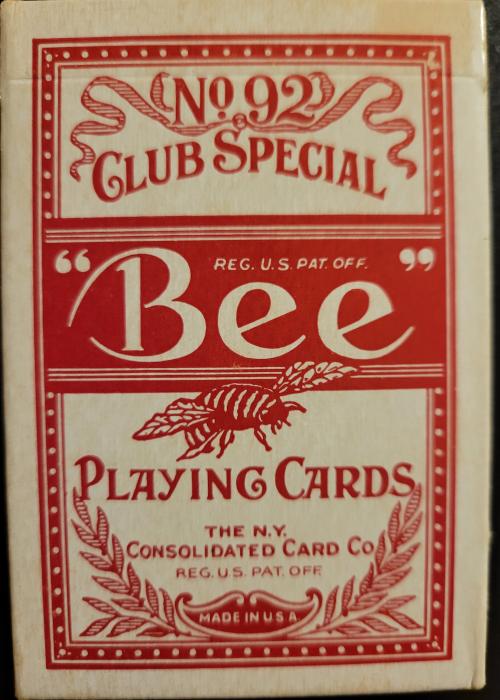 No. 92
CLUB SPECIAL
REG. U.S. PAT. OFF.
"Bee"
PLAYING CARDS
THE N.Y.
CONSOLIDATED CARD CO
REG. U.S. PAT. OFF.
MADE IN U S A